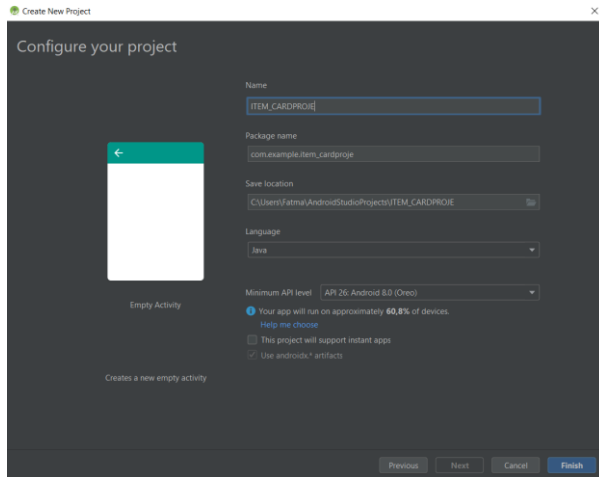 Create New Project
Configure your project
Name
ITEM_CARDPROJE
Package name
com.example.item_cardproje
Save location
C:\Users\Fatma\AndroidStudioProjects\ITEM_CARDPROJE
Language
Java
Minimum API level API 26: Android 8.0 (Oreo)
Empty Activity
Your app will run on approximately 60,8% of devices.
Help me choose
This project will support instant apps
Use androidx.* artifacts
Creates a new empty activity
Previous Next Cancel Finish